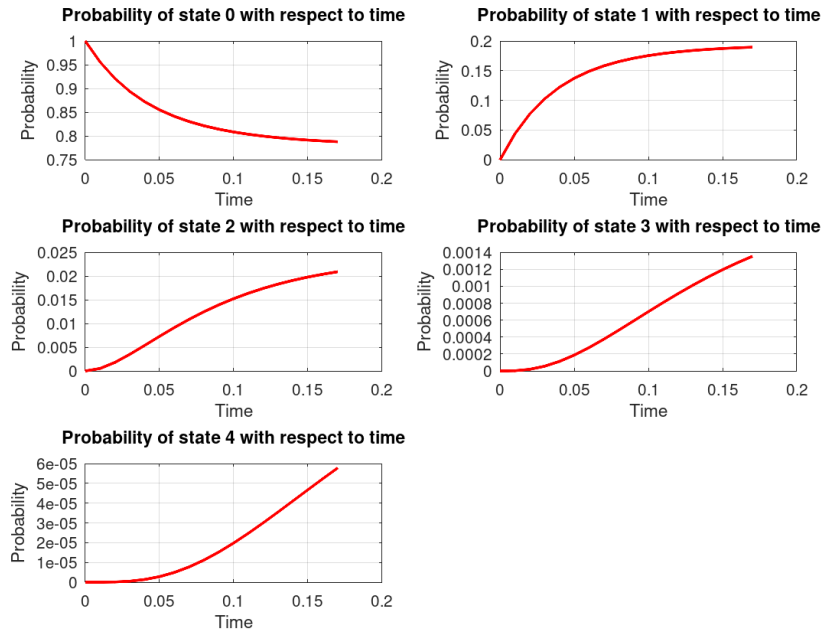 Probability of state 0 with respect to time
1
0.95
0.9
0.85
0.8
0.75
Probability
0 0.05 0.1 0.15 0.2
Time
Probability of state 1 with respect to time
0.2
0.15
0.1
0.05
0
Probability
0 0.05 0.1 0.15 0.2
Time
Probability of state 2 with respect to time
0.025
0.02
0.015
0.01
0.005
0
Probability
0 0.05 0.1 0.15 0.2
Time
Probability of state 3 with respect to time
0.0014
0.0012
0.001
0.0008
0.0006
0.0004
0.0002
0
Probability
0 0.05 0.1 0.15 0.2
Time
Probability of state 4 with respect to time
6e-05
5e-05
4e-05
3e-05
2e-05
1e-05
0
Probability
0 0.05 0.1 0.15 0.2
Time